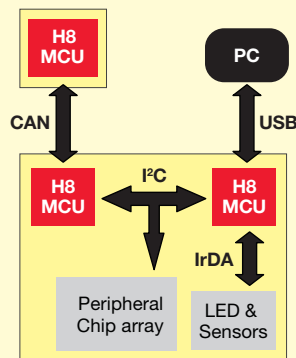 H8
MCU
PC
CAN
USB
H8
MCU
I²C
H8
MCU
IrDA
Peripheral
Chip array
LED &
Sensors